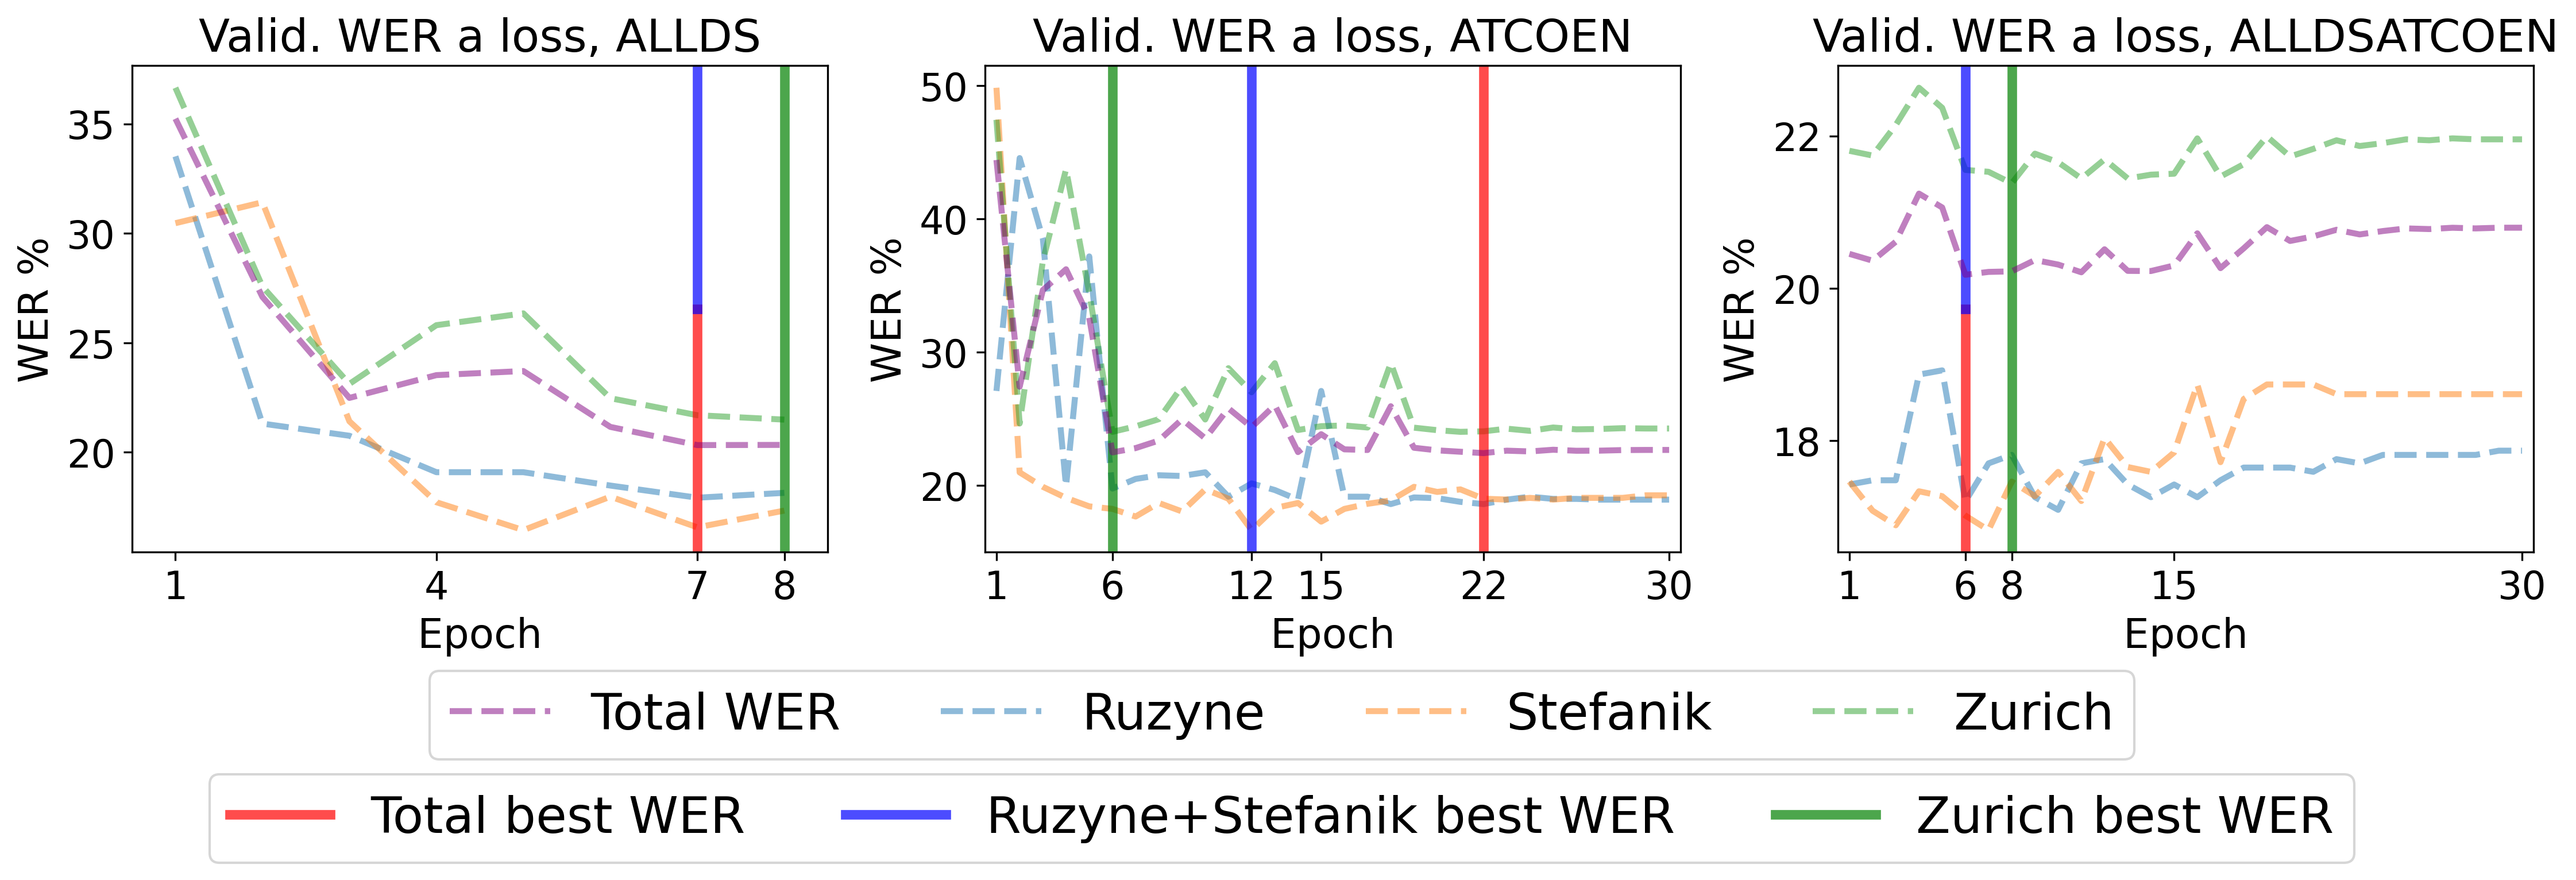 Valid. WER a loss, ALLDS
WER %
35
30
25
20
1 4 7 8
Epoch
Valid. WER a loss, ATCOEN
WER %
50
40
30
20
1 6 12 15 22 30
Epoch
Valid. WER a loss, ALLDSATCOEN
WER %
22
20
18
1 6 8 15 30
Epoch
Total WER Ruzyne Stefanik Zurich
Total best WER Ruzyne+Stefanik best WER Zurich best WER